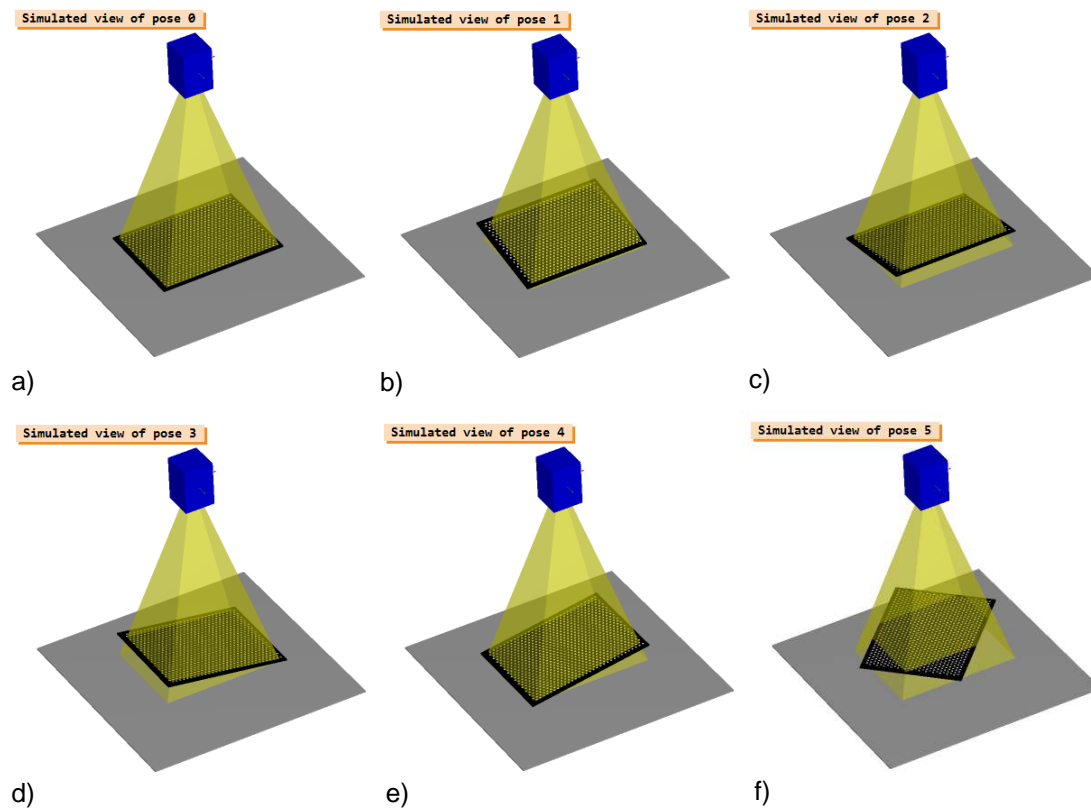 Simulated view of pose 0
Simulated view of pose 1
Simulated view of pose 2
a)
b)
c)
Simulated view of pose 3
Simulated view of pose 4
Simulated view of pose 5
d)
e)
f)